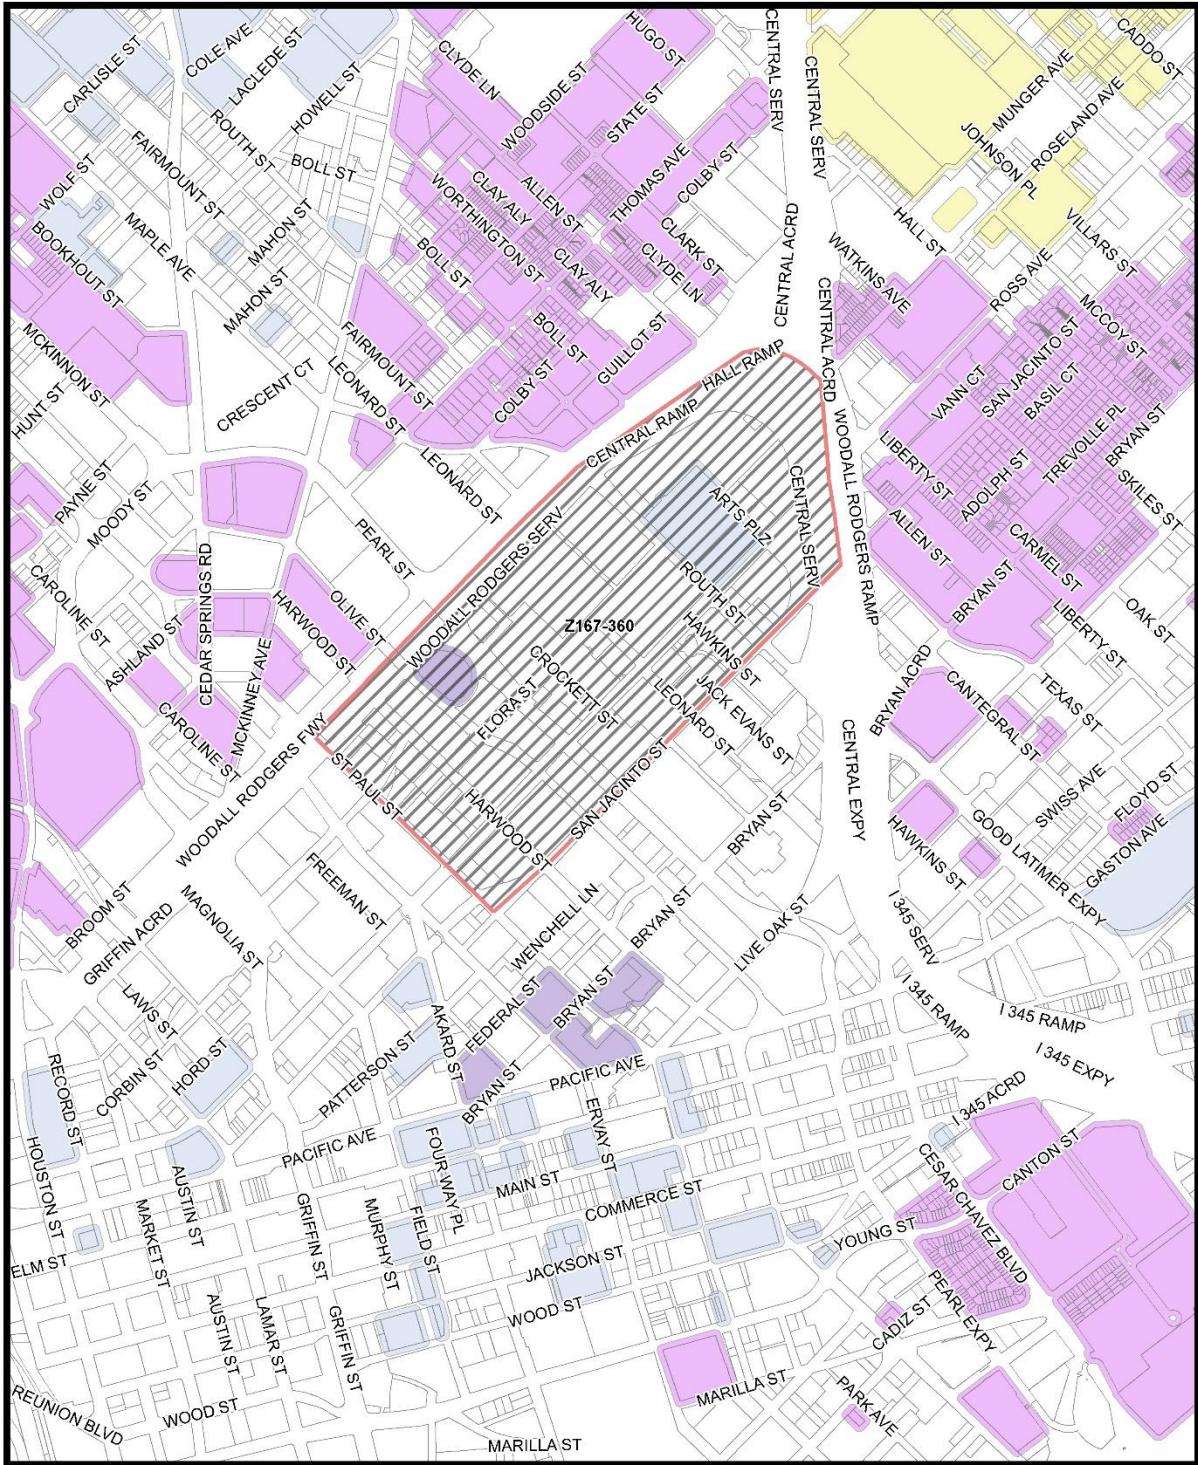 CARLISLE ST
COLE AVE
LACLEDE ST
HOWELL ST
CLYDE LN
WOODSIDE ST
HUGO ST
STATE ST
CENTRAL SERV
CENTRAL SERV
CADDO ST
MUNGER AVE
ROSELAND AVE
JOHNSON PL
ROUTH ST
FAIRMOUNT ST
BOLL ST
WOLF ST
BOOKHOUT ST
MAPLE AVE
MAHON ST
MAHON ST
THOMAS AVE
COLBY ST
ALLEN ST
CLAY ALY
WORTHINGTON ST
BOLL ST
CLAY ALY
CLARK ST
CLYDE LN
CENTRAL ACRD
HALL ST
VILLARS ST
WATKINS AVE
ROSS AVE
CENTRAL ACRD
MCCOY ST
SAN JACINTO ST
BASIL CT
VANN CT
MCKINNON ST
HUNT ST
CRESCENT CT
FAIRMOUNT ST
LEONARD ST
BOLL ST
COLBY ST
GUILLOT ST
HALL RAMP
CENTRAL RAMP
WOODALL RODGERS RAMP
TREVOLLE PL
BRYAN ST
LIBERTY ST
ADOLPH ST
SKILES ST
PAYNE ST
MOODY ST
LEONARD ST
PEARL ST
WOODALL RODGERS SERV
ARTS PLZ
CENTRAL SERV
ALLEN ST
CARMEL ST
BRYAN ST
LIBERTY ST
OAK ST
CAROLINE ST
CEDAR SPRINGS RD
HARWOOD ST
OLIVE ST
ASHLAND ST
MCKINNEY AVE
CAROLINE ST
ROUTH ST
Z167-360
HAWKINS ST
CROCKETT ST
FLORA ST
JACK EVANS ST
LEONARD ST
BRYAN ACRD
CANTEGRAL ST
TEXAS ST
WOODALL RODGERS FWY
ST PAUL ST
HARWOOD ST
SAN JACINTO ST
CENTRAL EXPY
SWISS AVE
FLOYD ST
GASTON AVE
GOOD LATIMER EXPY
HAWKINS ST
BRYAN ST
FREEMAN ST
BROOM ST
GRIFFIN ACRD
MAGNOLIA ST
WENCHELL LN
BRYAN ST
LIVE OAK ST
I 345 SERV
I 345 RAMP
I 345 RAMP
I 345 EXPY
LAWS ST
CORBIN ST
HORD ST
AKARD ST
FEDERAL ST
BRYAN ST
PATTERSON ST
BRYAN ST
PACIFIC AVE
RECORD ST
HOUSTON ST
PACIFIC AVE
FOUR WAY PL
ERVAY ST
MAIN ST
COMMERCE ST
I 345 ACRD
CESAR CHAVEZ BLVD
CANTON ST
YOUNG ST
ELM ST
MARKET ST
AUSTIN ST
GRIFFIN ST
MURPHY ST
FIELD ST
JACKSON ST
WOOD ST
PEARL EXPY
CADIZ ST
AUSTIN ST
LAMAR ST
GRIFFIN ST
REUNION BLVD
WOOD ST
MARILLA ST
PARK AVE
MARILLA ST